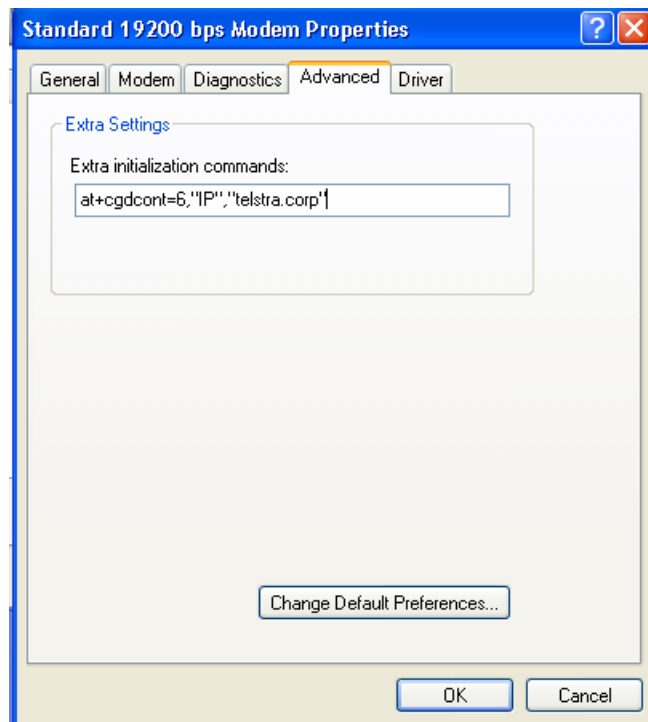 Standard 19200 bps Modem Properties
General Modem Diagnostics Advanced Driver
Extra Settings
Extra initialization commands:
at+cgdcont=6,"IP","telstra.corp"
Change Default Preferences...
OK Cancel